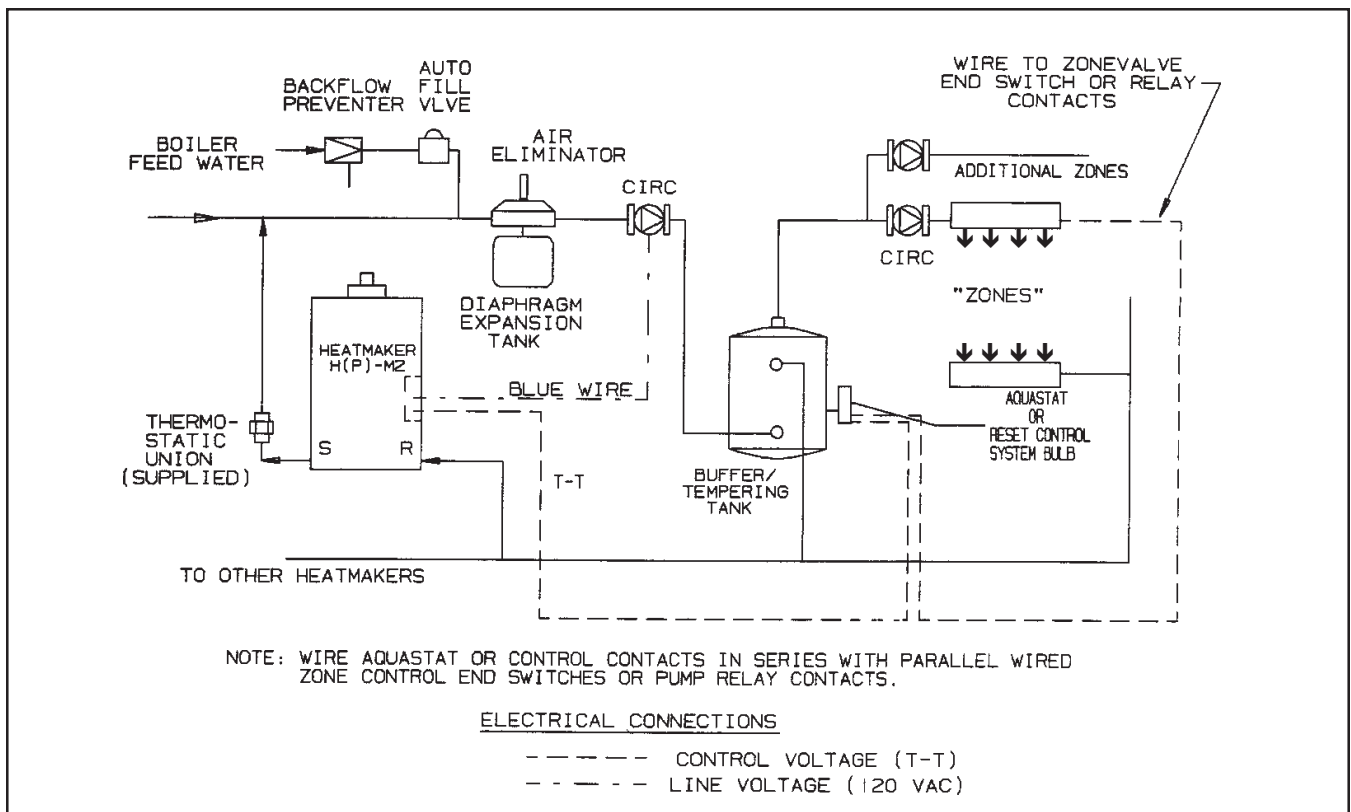 BACKFLOW
PREVENTER
AUTO
FILL
VLVE
BOILER
FEED WATER
AIR
ELIMINATOR
CIRC
WIRE TO ZONEVALVE
END SWITCH OR RELAY
CONTACTS
ADDITIONAL ZONES
CIRC
"ZONES"
DIAPHRAGM
EXPANSION
TANK
HEATMAKER
H(P)-M2
BLUE WIRE
THERMO-
STATIC
UNION
(SUPPLIED)
S
R
T-T
BUFFER/
TEMPERING
TANK
AQUASTAT
OR
RESET CONTROL
SYSTEM BULB
TO OTHER HEATMAKERS
NOTE: WIRE AQUASTAT OR CONTROL CONTACTS IN SERIES WITH PARALLEL WIRED
ZONE CONTROL END SWITCHES OR PUMP RELAY CONTACTS.
ELECTRICAL CONNECTIONS
CONTROL VOLTAGE (T-T)
LINE VOLTAGE (120 VAC)